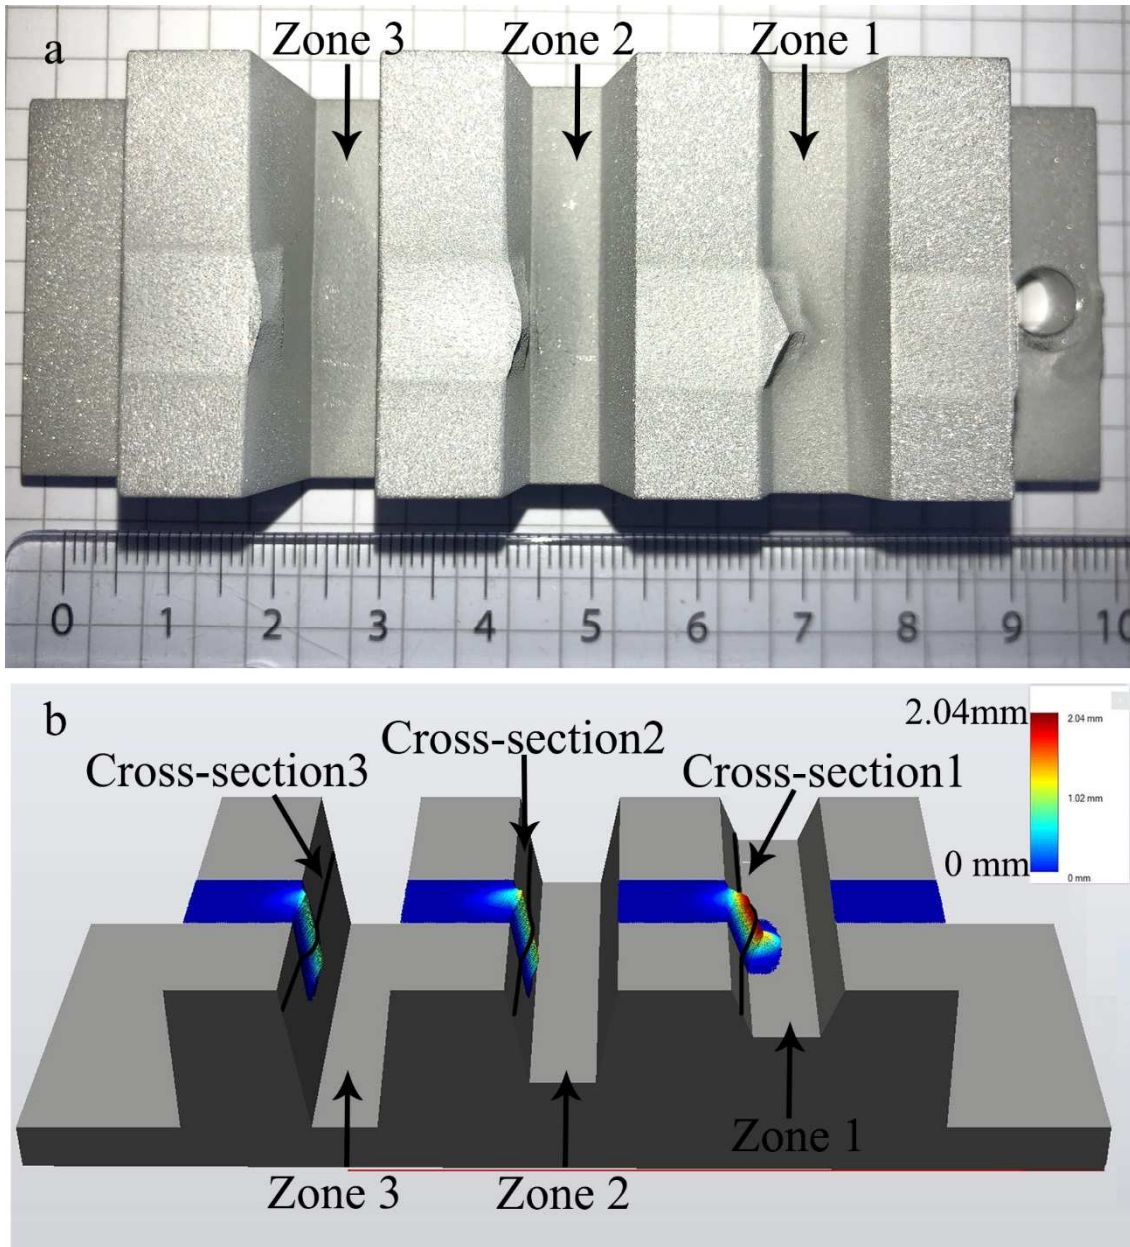 a
Zone 3
Zone 2
Zone 1
0 1 2 3 4 5 6 7 8 9 10
b
2.04mm
2.04 mm
Cross-section2
Cross-section3
Cross-section1
1.02 mm
0 mm
0 mm
Zone 1
Zone 3
Zone 2